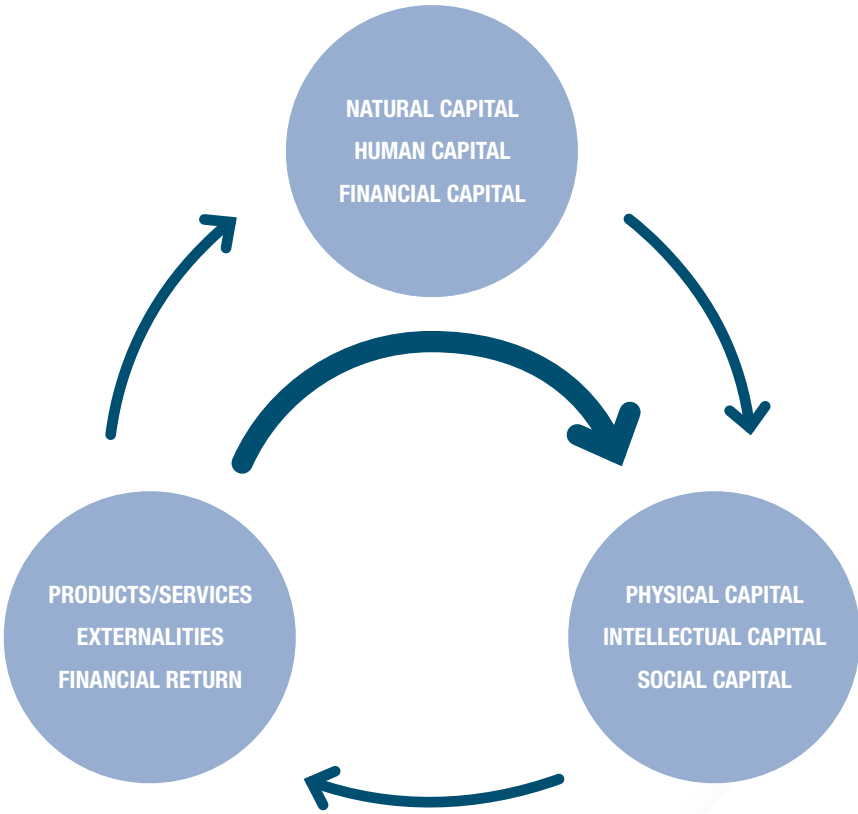 NATURAL CAPITAL
HUMAN CAPITAL
FINANCIAL CAPITAL
PRODUCTS/SERVICES
EXTERNALITIES
FINANCIAL RETURN
PHYSICAL CAPITAL
INTELLECTUAL CAPITAL
SOCIAL CAPITAL